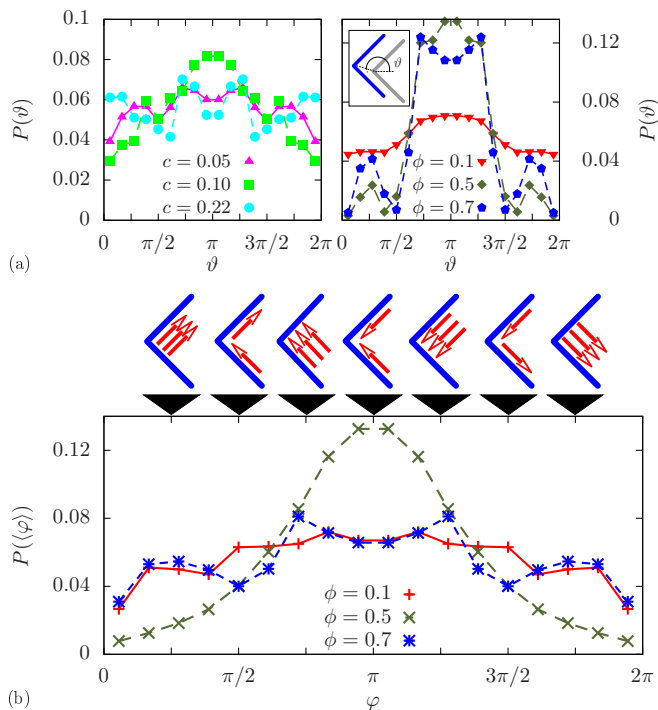 0.1
0.08
0.06
0.04
0.02
0
P(ϑ)
c = 0.05
c = 0.10
c = 0.22
0 π/2 π 3π/2 2π
ϑ
ϑ
ϕ = 0.1
ϕ = 0.5
ϕ = 0.7
0 π/2 π 3π/2 2π
ϑ
0.12
0.08
0.04
0
P(ϑ)
(a)
0.12
0.08
0.04
0
P(⟨φ⟩)
ϕ = 0.1
ϕ = 0.5
ϕ = 0.7
0 π/2 π 3π/2 2π
φ
(b)